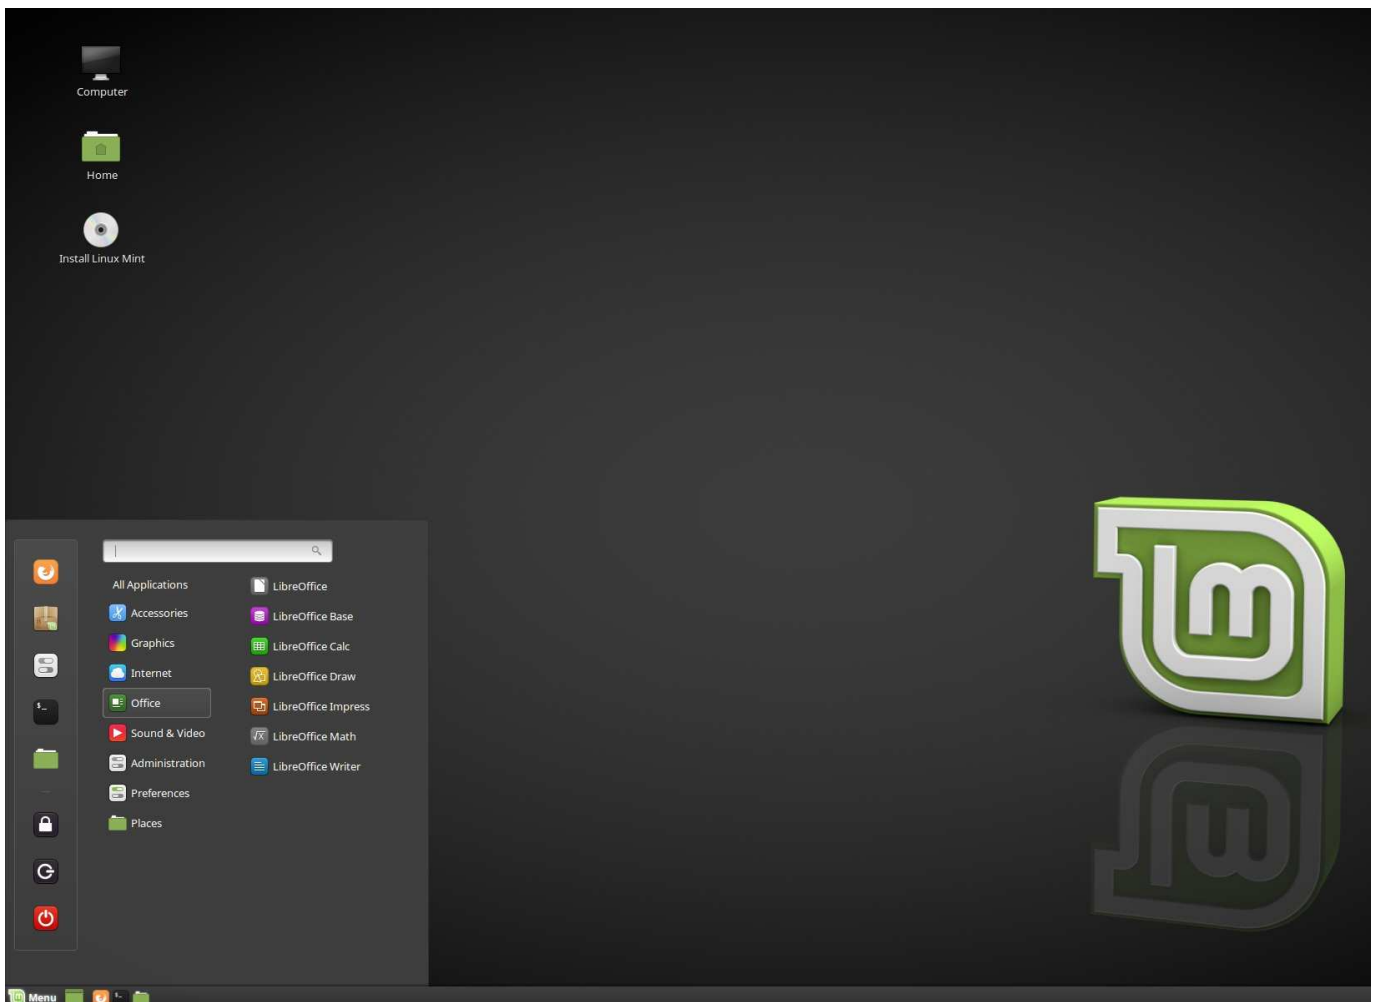 Computer
Home
Install Linux Mint
All Applications
Accessories
Graphics
Internet
Office
Sound & Video
Administration
Preferences
Places
LibreOffice
LibreOffice Base
LibreOffice Calc
LibreOffice Draw
LibreOffice Impress
LibreOffice Math
LibreOffice Writer
Menu